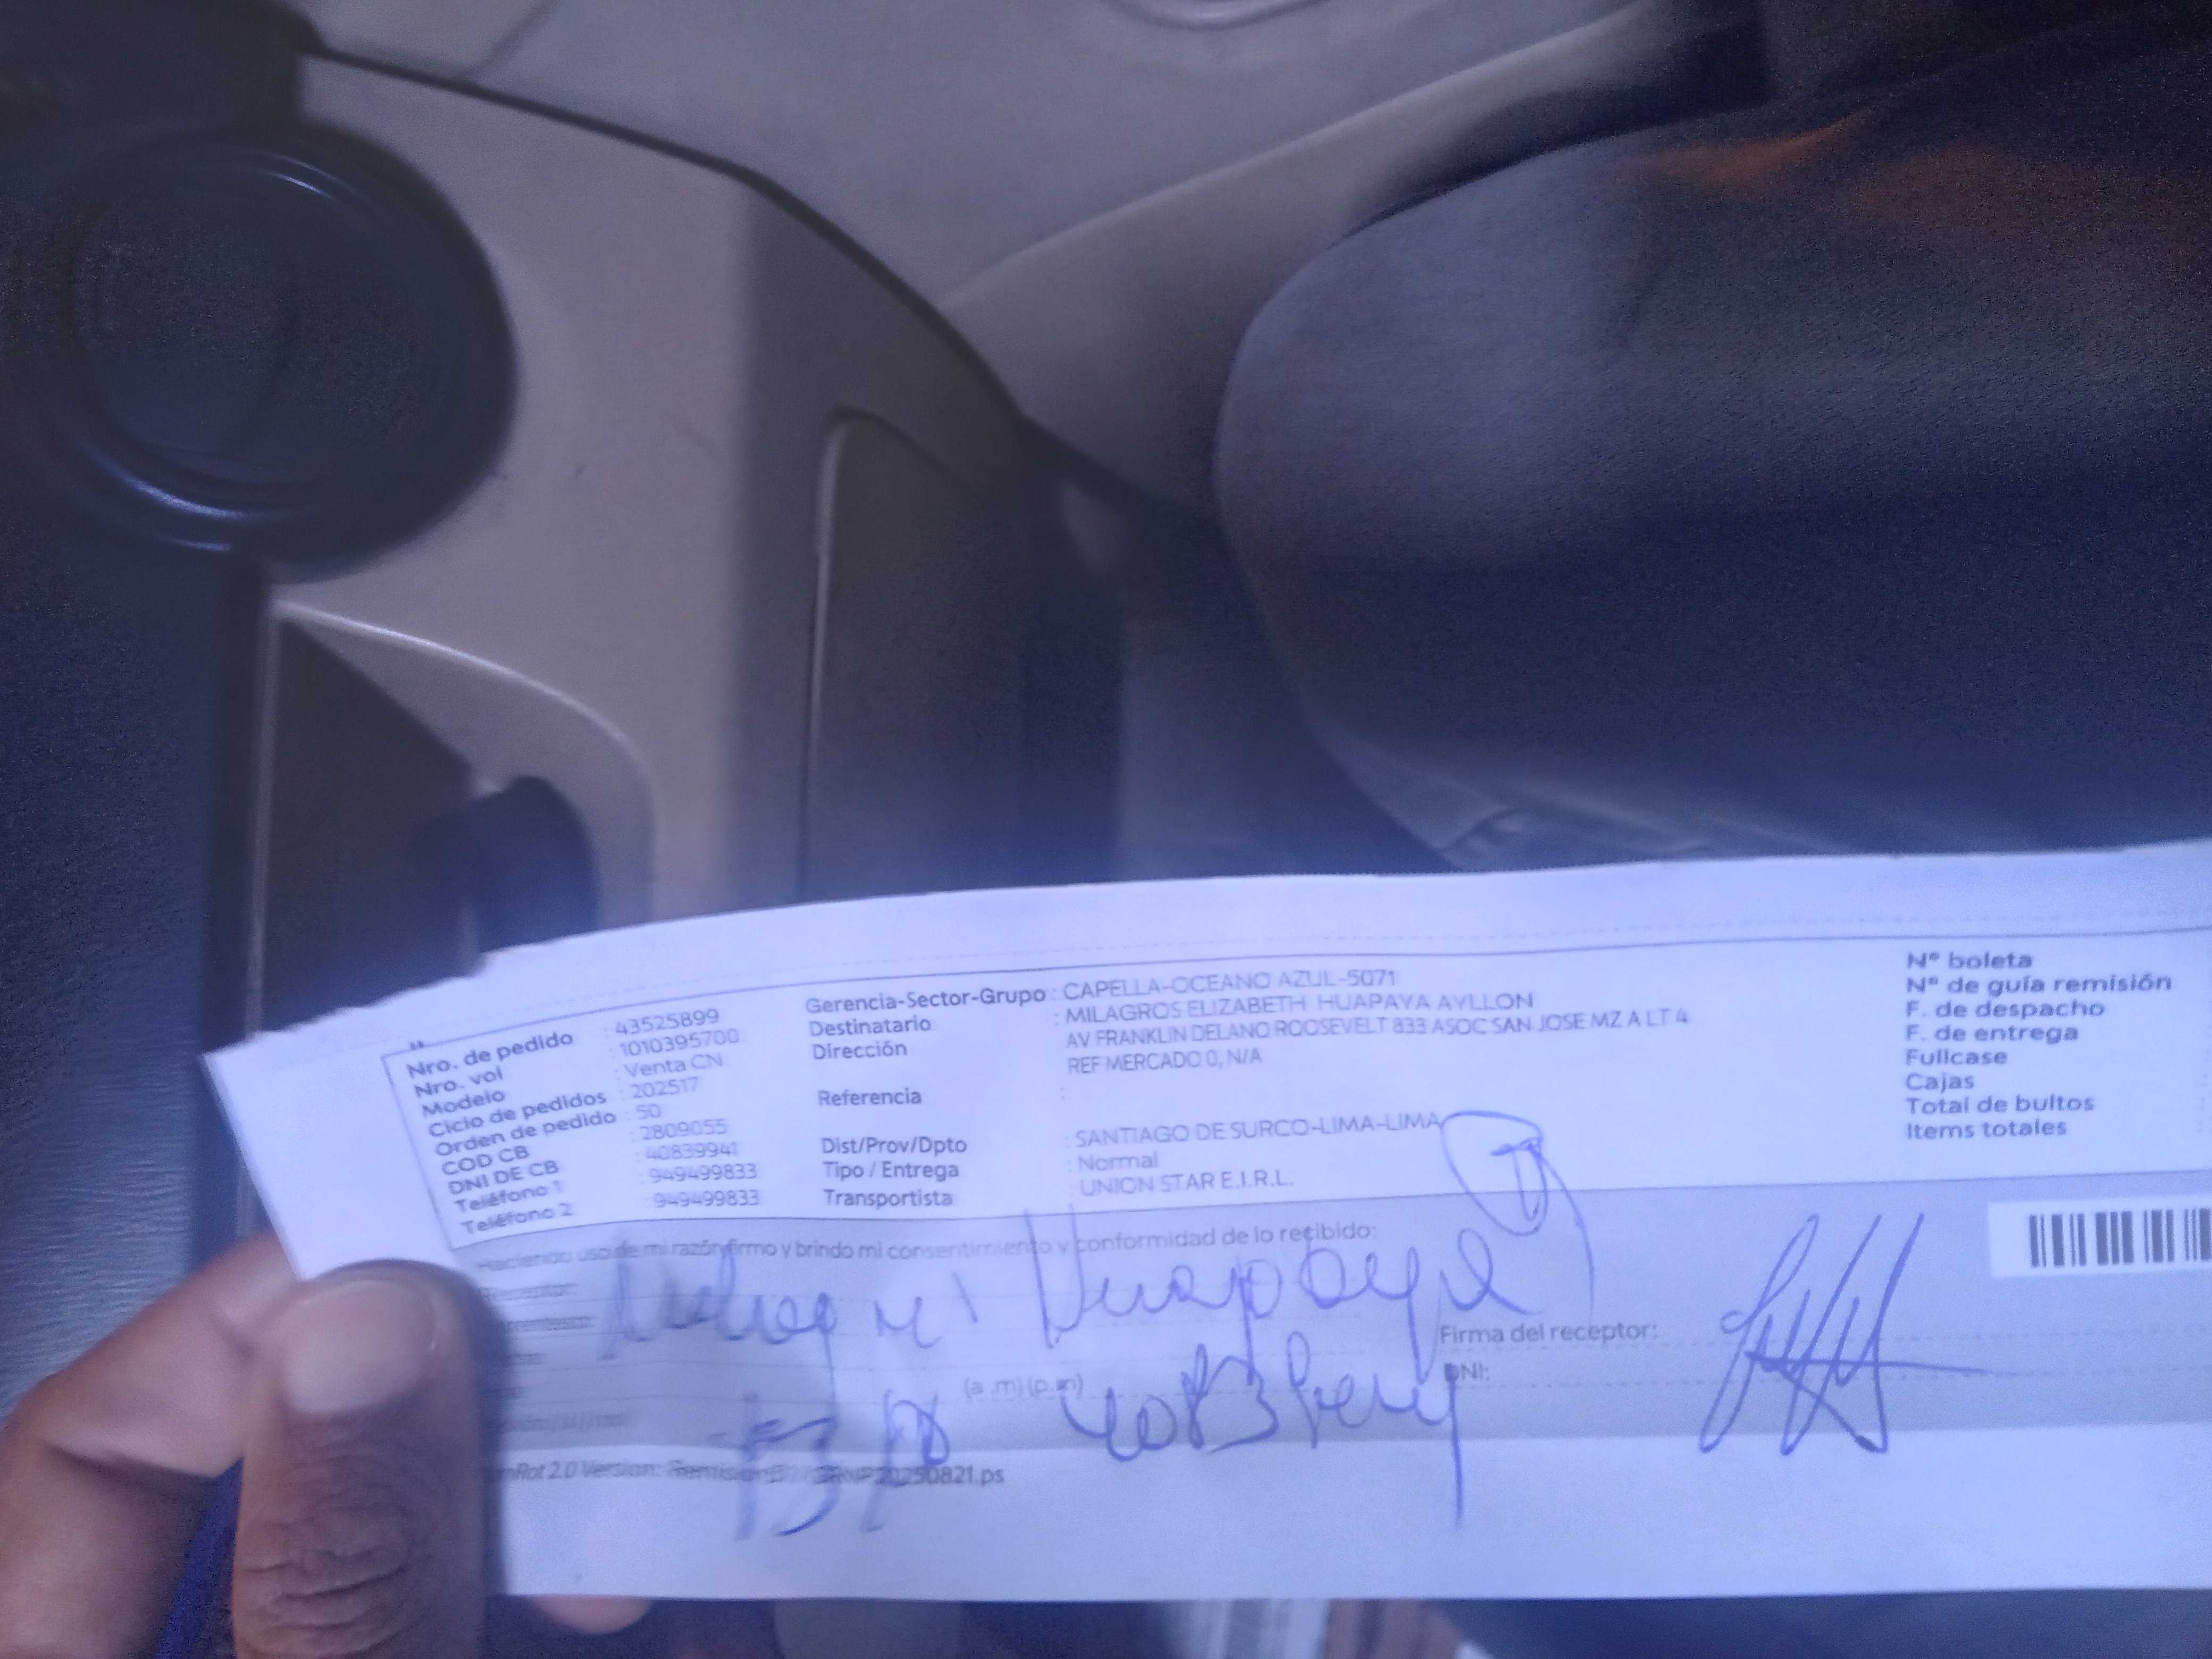 Nro. de pedido : 43525899
Nro. vol : 1010395700
Modelo : Venta CN
Ciclo de pedidos : 202517
Orden de pedido : 50
COD CB : 2809055
DNI DE CB : 40839941
Teléfono 1 : 949499833
Teléfono 2 : 949499833
Gerencia-Sector-Grupo : CAPELLA-OCEANO AZUL-5071
Destinatario : MILAGROS ELIZABETH HUAPAYA AYLLON
Dirección AV FRANKLIN DELANO ROOSEVELT 833 ASOC SAN JOSE MZ A LT 4
REF MERCADO 0, N/A
Referencia :
Dist/Prov/Dpto : SANTIAGO DE SURCO-LIMA-LIMA
Tipo / Entrega : Normal
Transportista : UNION STAR E.I.R.L.
N° boleta
N° de guía remisión
F. de despacho
F. de entrega
Fullcase
Cajas
Total de bultos
Items totales
Haciendo uso de mi razón firmo y brindo mi consentimiento y conformidad de lo recibido:
Huapaya
Firma del receptor:
(a .m) (p.m)
DNI:
2.0 Version: 20250821.ps